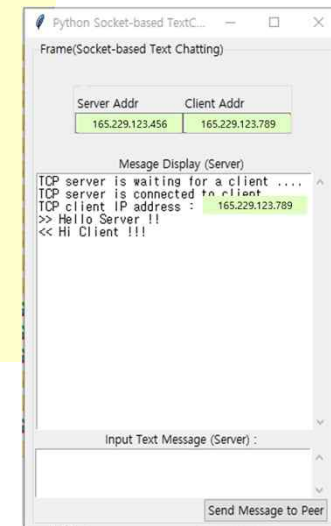 Python Socket-based TextC...
Frame(Socket-based Text Chatting)
Server Addr Client Addr
165.229.123.456 165.229.123.789
Mesage Display (Server)
TCP server is waiting for a client ....
TCP server is connected to client
TCP client IP address : 165.229.123.789
>> Hello Server !!
<< Hi Client !!!
Input Text Message (Server) :
Send Message to Peer